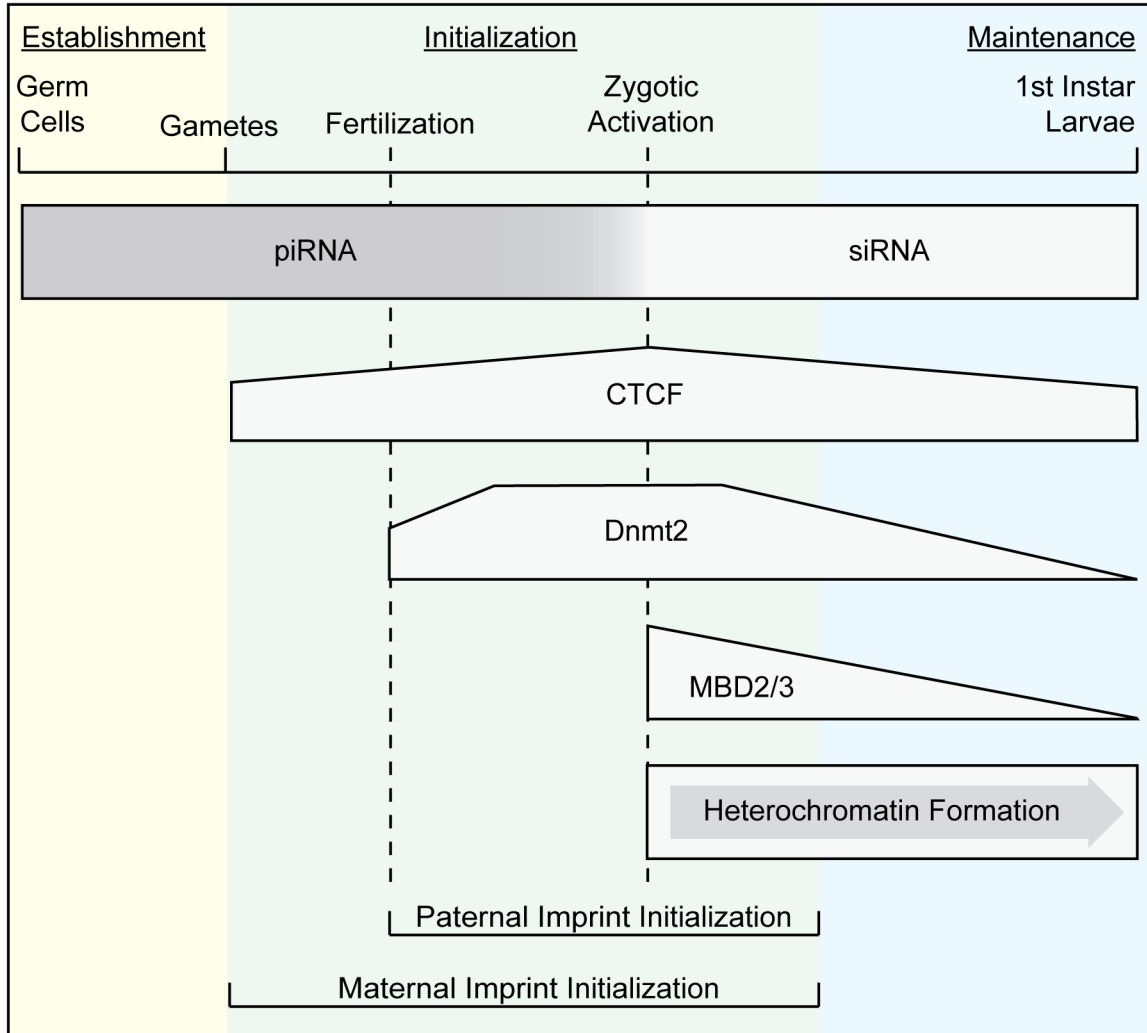 Establishment
Initialization
Maintenance
Germ
Cells
Gametes
Fertilization
Zygotic
Activation
1st Instar
Larvae
piRNA
siRNA
CTCF
Dnmt2
MBD2/3
Heterochromatin Formation
Paternal Imprint Initialization
Maternal Imprint Initialization